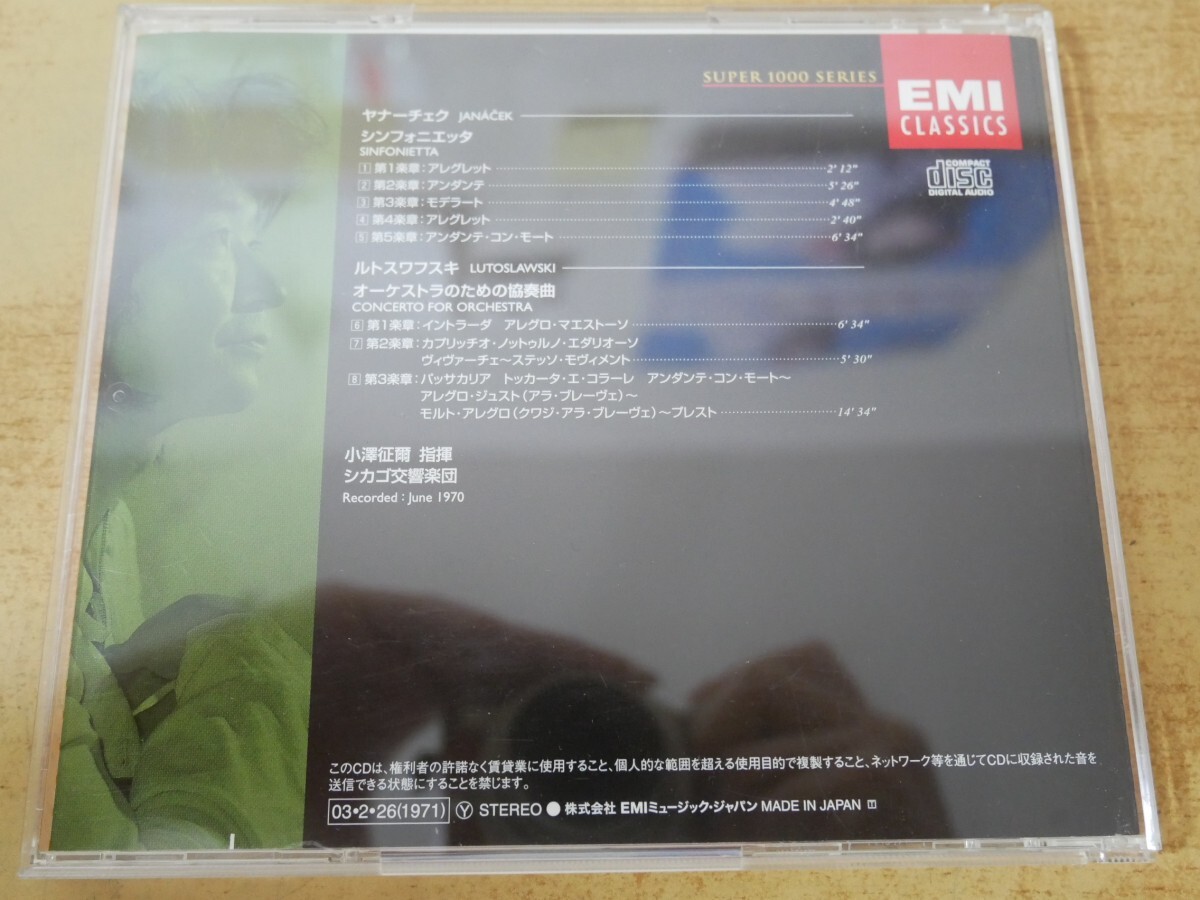 SUPER 1000 SERIES
EMI
CLASSICS
COMPACT
disc
DIGITAL AUDIO
ヤナーチェク JANÁČEK
シンフォニエッタ
SINFONIETTA
1 第1楽章:アレグレット 2' 12"
2 第2楽章:アンダンテ 5' 26"
3 第3楽章:モデラート 4' 48"
4 第4楽章:アレグレット 2' 40"
5 第5楽章:アンダンテ・コン・モート 6' 34"
ルトスワフスキ LUTOSLAWSKI
オーケストラのための協奏曲
CONCERTO FOR ORCHESTRA
6 第1楽章:イントラーダ アレグロ・マエストーソ 6' 34"
7 第2楽章:カプリッチオ・ノットゥルノ・エダリオーソ
ヴィヴァーチェ〜ステッソ・モヴィメント 5' 30"
8 第3楽章:パッサカリア トッカータ・エ・コラーレ アンダンテ・コン・モート〜
アレグロ・ジュスト(アラ・ブレーヴェ)〜
モルト・アレグロ(クワジ・アラ・ブレーヴェ)〜プレスト 14' 34"
小澤征爾 指揮
シカゴ交響楽団
Recorded : June 1970
このCDは、権利者の許諾なく賃貸業に使用すること、個人的な範囲を超える使用目的で複製すること、ネットワーク等を通じてCDに収録された音を
送信できる状態にすることを禁じます。
03・2・26(1971) Y STEREO ● 株式会社 EMIミュージック・ジャパン MADE IN JAPAN